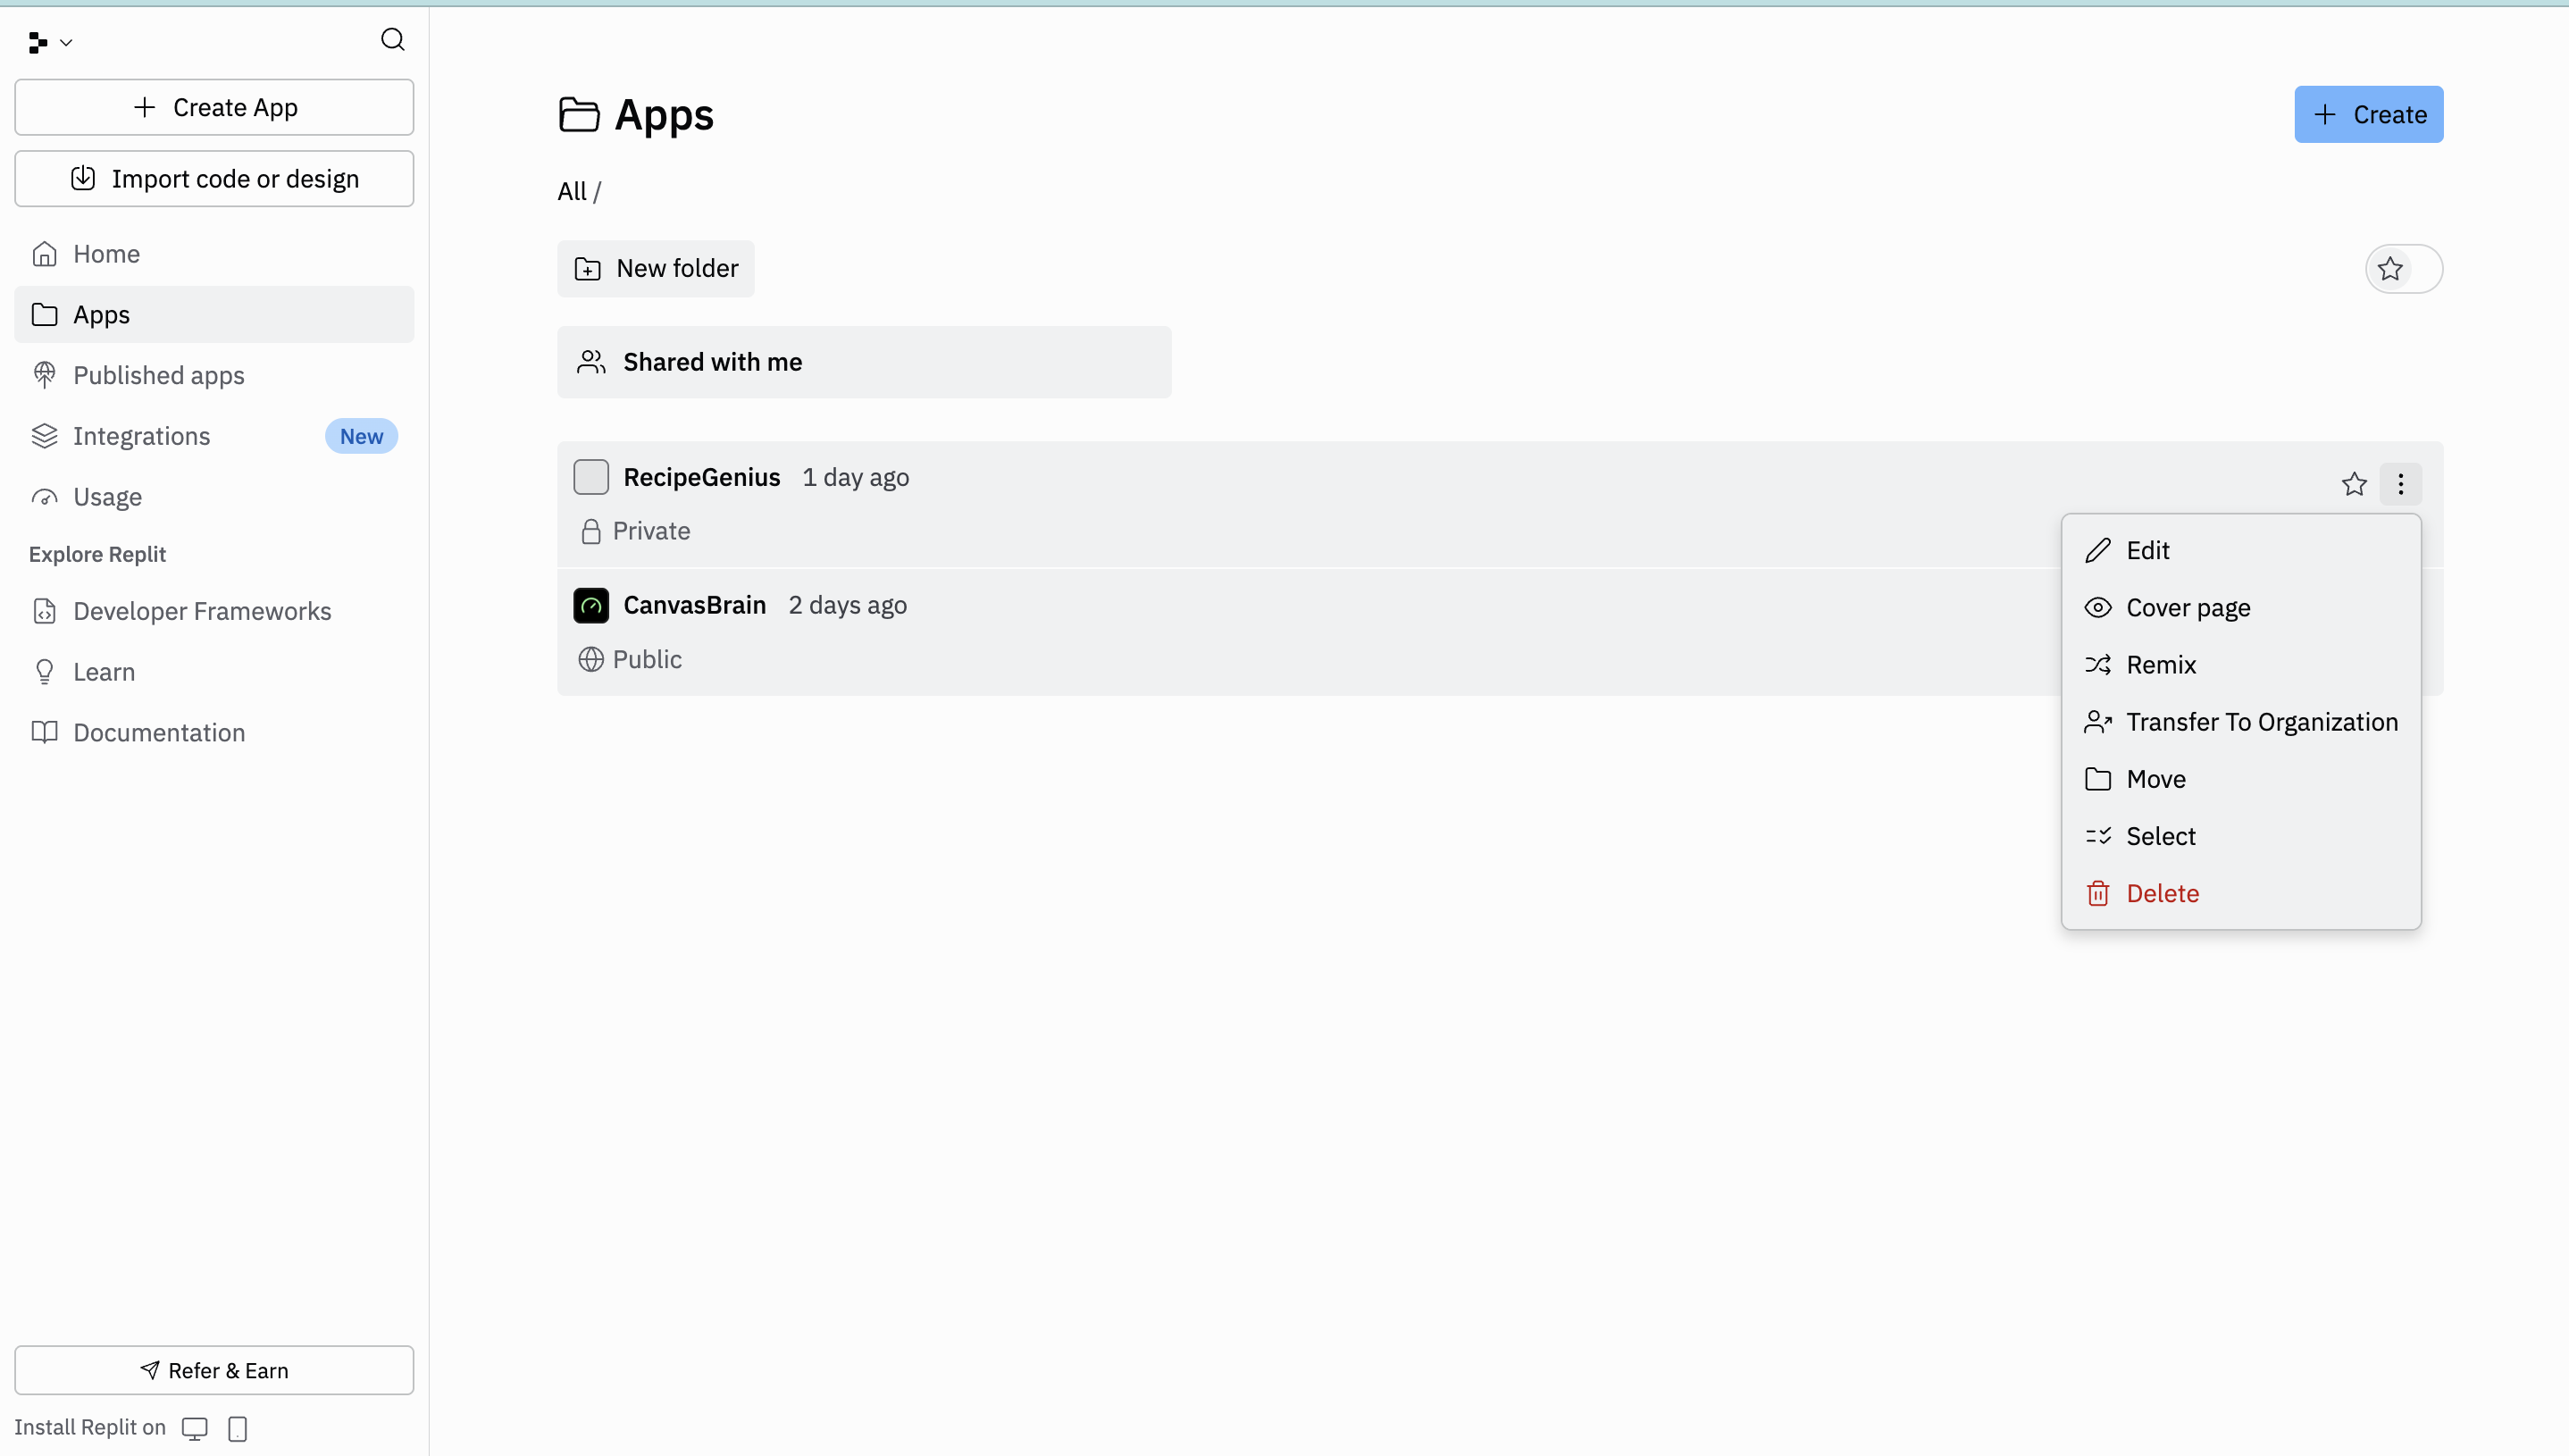 Create App
Import code or design
Home
Apps
Published apps
Integrations New
Usage
Explore Replit
Developer Frameworks
Learn
Documentation
Refer & Earn
Install Replit on
Apps
Create
All /
New folder
Shared with me
RecipeGenius 1 day ago
Private
CanvasBrain 2 days ago
Public
Edit
Cover page
Remix
Transfer To Organization
Move
Select
Delete